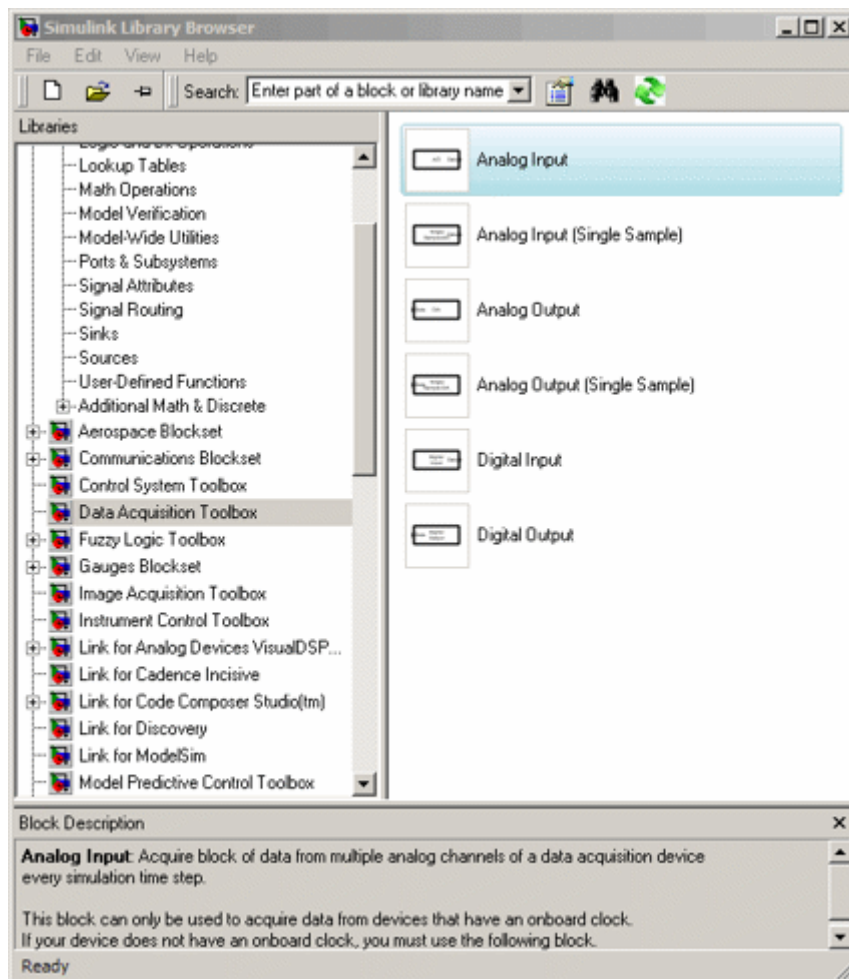 Simulink Library Browser
File Edit View Help
Search: Enter part of a block or library name
Libraries
Lookup Tables
Math Operations
Model Verification
Model-Wide Utilities
Ports & Subsystems
Signal Attributes
Signal Routing
Sinks
Sources
User-Defined Functions
Additional Math & Discrete
Aerospace Blockset
Communications Blockset
Control System Toolbox
Data Acquisition Toolbox
Fuzzy Logic Toolbox
Gauges Blockset
Image Acquisition Toolbox
Instrument Control Toolbox
Link for Analog Devices VisualDSP...
Link for Cadence Incisive
Link for Code Composer Studio(tm)
Link for Discovery
Link for ModelSim
Model Predictive Control Toolbox
Analog Input
Analog Input (Single Sample)
Analog Output
Analog Output (Single Sample)
Digital Input
Digital Output
Block Description
Analog Input: Acquire block of data from multiple analog channels of a data acquisition device
every simulation time step.
This block can only be used to acquire data from devices that have an onboard clock.
If your device does not have an onboard clock, you must use the following block.
Ready